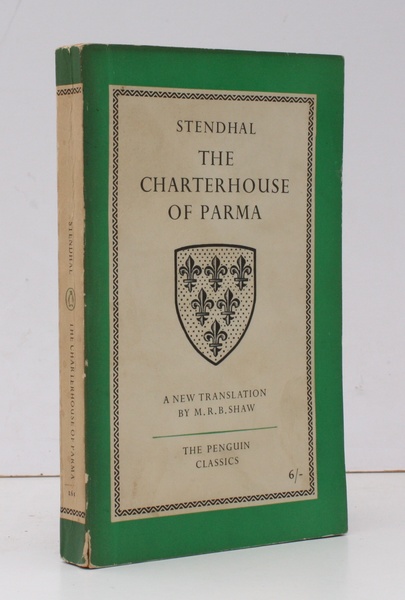 STENDHAL
THE
CHARTERHOUSE
OF PARMA
A NEW TRANSLATION
BY M.R.B. SHAW
THE PENGUIN
CLASSICS
6/-
STENDHAL
THE CHARTERHOUSE OF PARMA